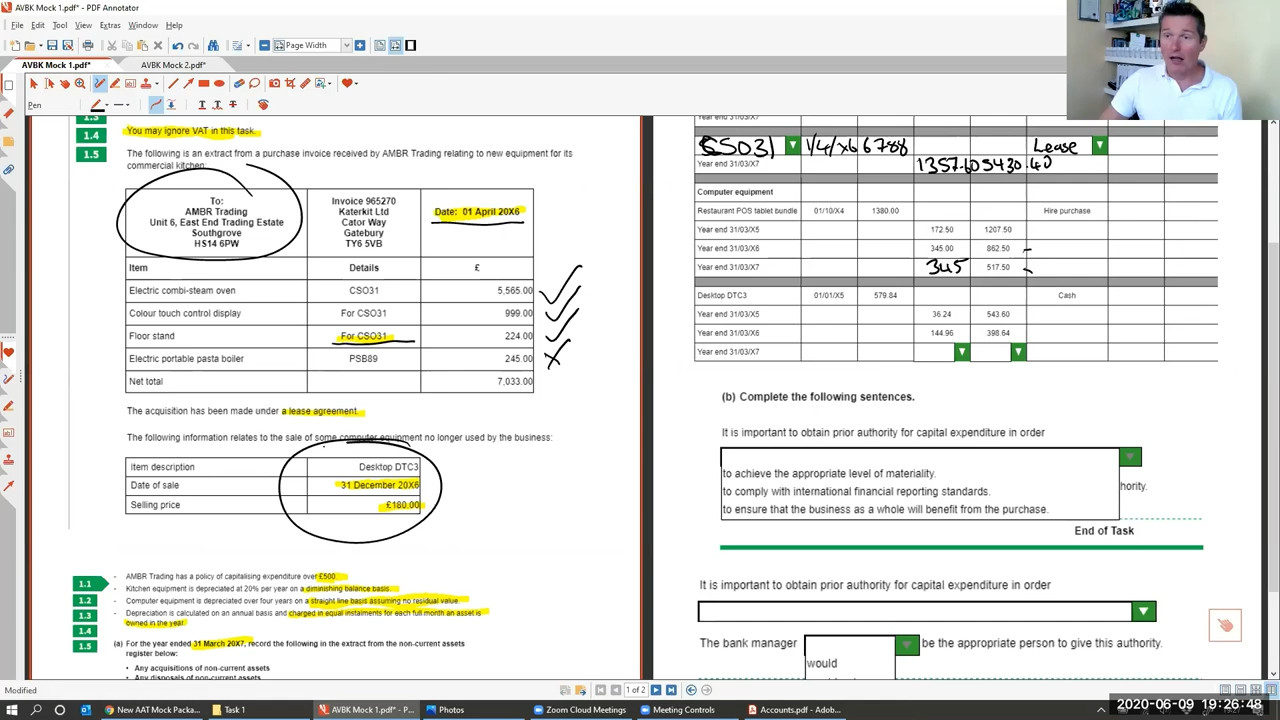 AVBK Mock 1.pdf* - PDF Annotator
File Edit Tool View Extras Window Help
Page Width
AVBK Mock 1.pdf* AVBK Mock 2.pdf*
Pen
1.3
1.4 You may ignore VAT in this task.
1.5 The following is an extract from a purchase invoice received by AMBR Trading relating to new equipment for its
commercial kitchen:
To:
AMBR Trading
Unit 6, East End Trading Estate
Southgrove
HS14 6PW
Invoice 965270
Katerkit Ltd
Cator Way
Gatebury
TY6 5VB
Date: 01 April 20X6
Item Details £
Electric combi-steam oven CSO31 5,565.00
Colour touch control display For CSO31 999.00
Floor stand For CSO31 224.00
Electric portable pasta boiler PSB89 245.00
Net total 7,033.00
The acquisition has been made under a lease agreement.
The following information relates to the sale of some computer equipment no longer used by the business:
Item description Desktop DTC3
Date of sale 31 December 20X6
Selling price £180.00
1.1 - AMBR Trading has a policy of capitalising expenditure over £500.
- Kitchen equipment is depreciated at 20% per year on a diminishing balance basis.
1.2 - Computer equipment is depreciated over four years on a straight line basis assuming no residual value.
1.3 - Depreciation is calculated on an annual basis and charged in equal instalments for each full month an asset is
owned in the year.
1.4
1.5 (a) For the year ended 31 March 20X7, record the following in the extract from the non-current assets
register below:
• Any acquisitions of non-current assets
• Any disposals of non-current assets
Year end 31/03/X6
CSO31 1/4/X6 6788 Lease
Year end 31/03/X7 1357.60 5430.40
Computer equipment
Restaurant POS tablet bundle 01/10/X4 1380.00 Hire purchase
Year end 31/03/X5 172.50 1207.50
Year end 31/03/X6 345.00 862.50
Year end 31/03/X7 345 517.50
Desktop DTC3 01/01/X5 579.84 Cash
Year end 31/03/X5 36.24 543.60
Year end 31/03/X6 144.96 398.64
Year end 31/03/X7
(b) Complete the following sentences.
It is important to obtain prior authority for capital expenditure in order
to achieve the appropriate level of materiality.
to comply with international financial reporting standards.
to ensure that the business as a whole will benefit from the purchase.
hority.
End of Task
It is important to obtain prior authority for capital expenditure in order
The bank manager be the appropriate person to give this authority.
would
Modified
1 of 2
New AAT Mock Packa... Task 1 AVBK Mock 1.pdf* - P... Photos Zoom Cloud Meetings Meeting Controls Accounts.pdf - Adob...
2020-06-09 19:26:48